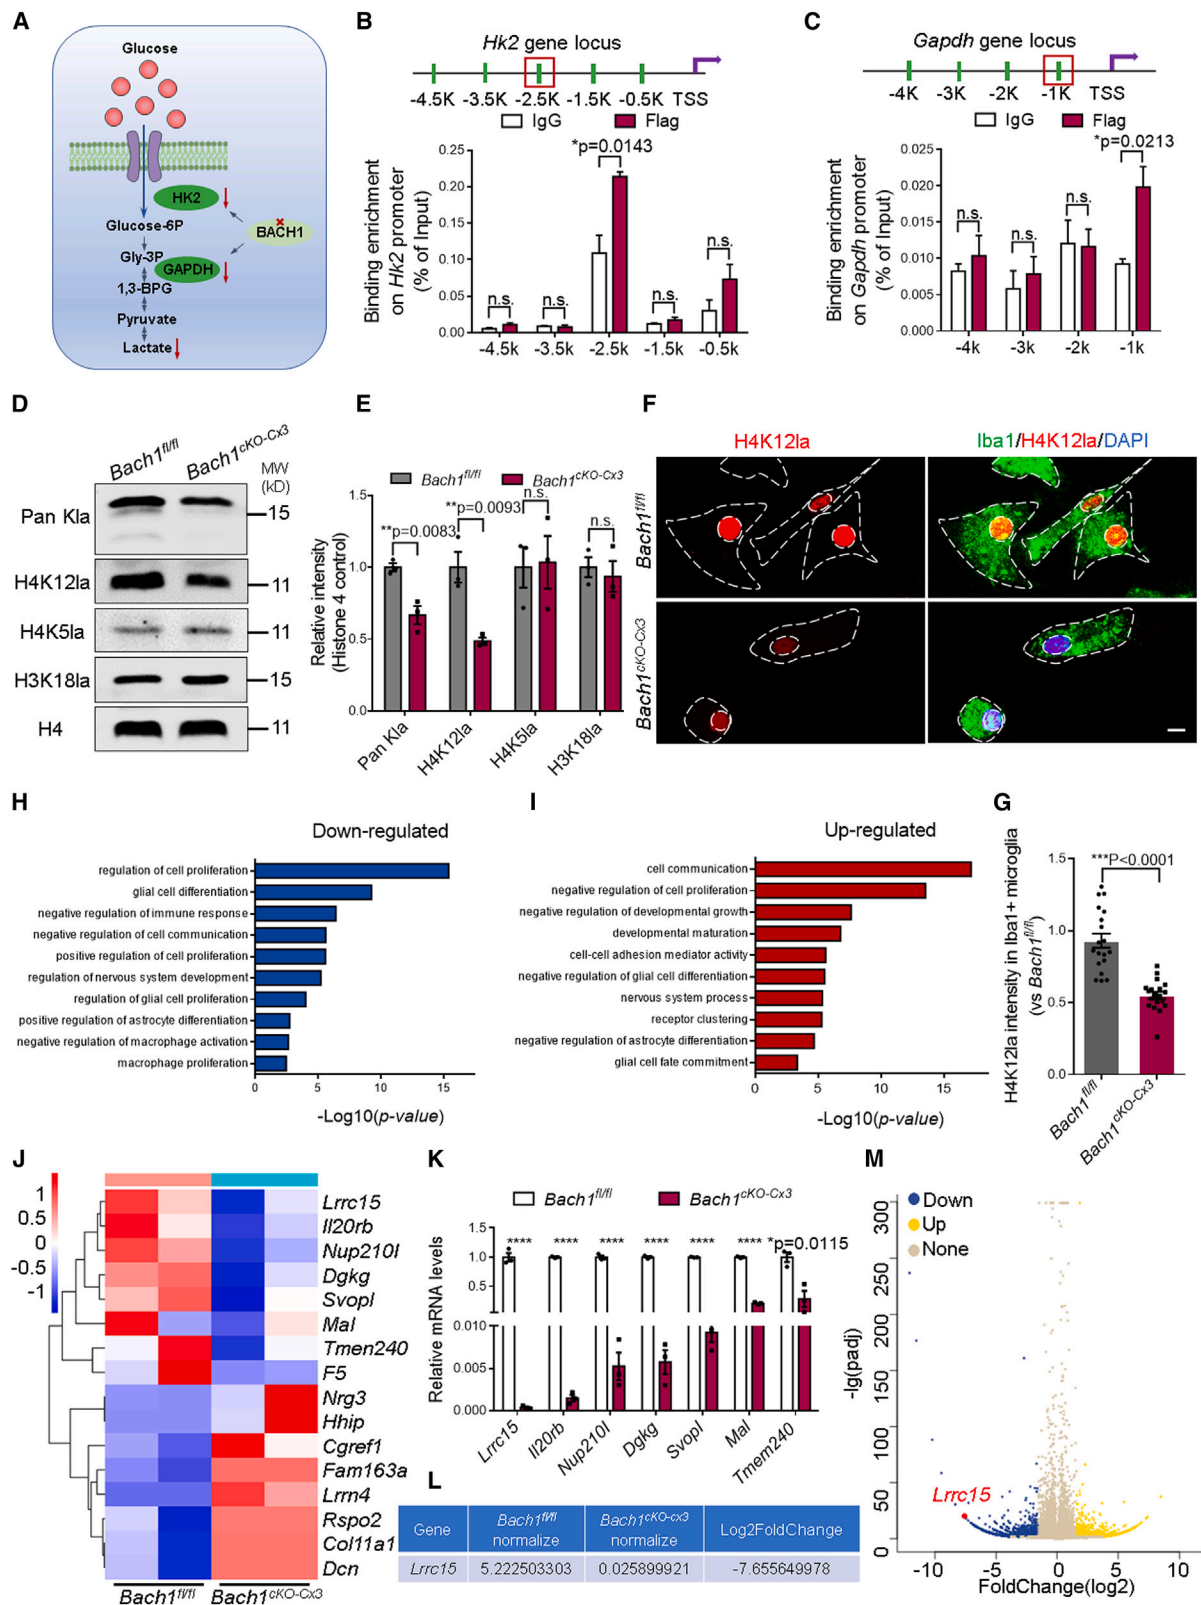 A
Glucose
HK2
Glucose-6P
BACH1
Gly-3P
GAPDH
1,3-BPG
Pyruvate
Lactate
B
Hk2 gene locus
-4.5K -3.5K -2.5K -1.5K -0.5K TSS
IgG Flag
*p=0.0143
Binding enrichment
on Hk2 promoter
(% of Input)
0.25
0.20
0.15
0.10
0.05
0.00
n.s. n.s. n.s. n.s.
-4.5k -3.5k -2.5k -1.5k -0.5k
C
Gapdh gene locus
-4K -3K -2K -1K TSS
IgG Flag
*p=0.0213
Binding enrichment
on Gapdh promoter
(% of Input)
0.025
0.020
0.015
0.010
0.005
0.000
n.s. n.s. n.s.
-4k -3k -2k -1k
D
Bach1fl/fl Bach1cKO-Cx3
MW
(kD)
Pan Kla 15
H4K12la 11
H4K5la 11
H3K18la 15
H4 11
E
Bach1fl/fl Bach1cKO-Cx3
Relative intensity
(Histone 4 control)
1.5
1.0
0.5
0.0
**p=0.0083 **p=0.0093 n.s. n.s.
Pan Kla H4K12la H4K5la H3K18la
F
H4K12la Iba1/H4K12la/DAPI
Bach1fl/fl
Bach1cKO-Cx3
H
Down-regulated
regulation of cell proliferation
glial cell differentiation
negative regulation of immune response
negative regulation of cell communication
positive regulation of cell proliferation
regulation of nervous system development
regulation of glial cell proliferation
positive regulation of astrocyte differentiation
negative regulation of macrophage activation
macrophage proliferation
0 5 10 15
-Log10(p-value)
I
Up-regulated
cell communication
negative regulation of cell proliferation
negative regulation of developmental growth
developmental maturation
cell-cell adhesion mediator activity
negative regulation of glial cell differentiation
nervous system process
receptor clustering
negative regulation of astrocyte differentiation
glial cell fate commitment
0 5 10 15
-Log10(p-value)
G
H4K12la intensity in Iba1+ microglia
(vs Bach1fl/fl)
***P<0.0001
1.5
1.0
0.5
0.0
Bach1fl/fl Bach1cKO-Cx3
J
1
0.5
0
-0.5
-1
Lrrc15
Il20rb
Nup210l
Dgkg
Svopl
Mal
Tmen240
F5
Nrg3
Hhip
Cgref1
Fam163a
Lrrn4
Rspo2
Col11a1
Dcn
Bach1fl/fl Bach1cKO-Cx3
K
Bach1fl/fl Bach1cKO-Cx3
Relative mRNA levels
1.5
1.0
0.5
0.010
0.005
0.000
**** **** **** **** **** **** *p=0.0115
Lrrc15 Il20rb Nup210l Dgkg Svopl Mal Tmem240
L
Gene Bach1fl/fl normalize Bach1cKO-cx3 normalize Log2FoldChange
Lrrc15 5.222503303 0.025899921 -7.655649978
M
Down
Up
None
-lg(padj)
300
250
200
150
100
50
0
Lrrc15
-10 -5 0 5 10
FoldChange(log2)